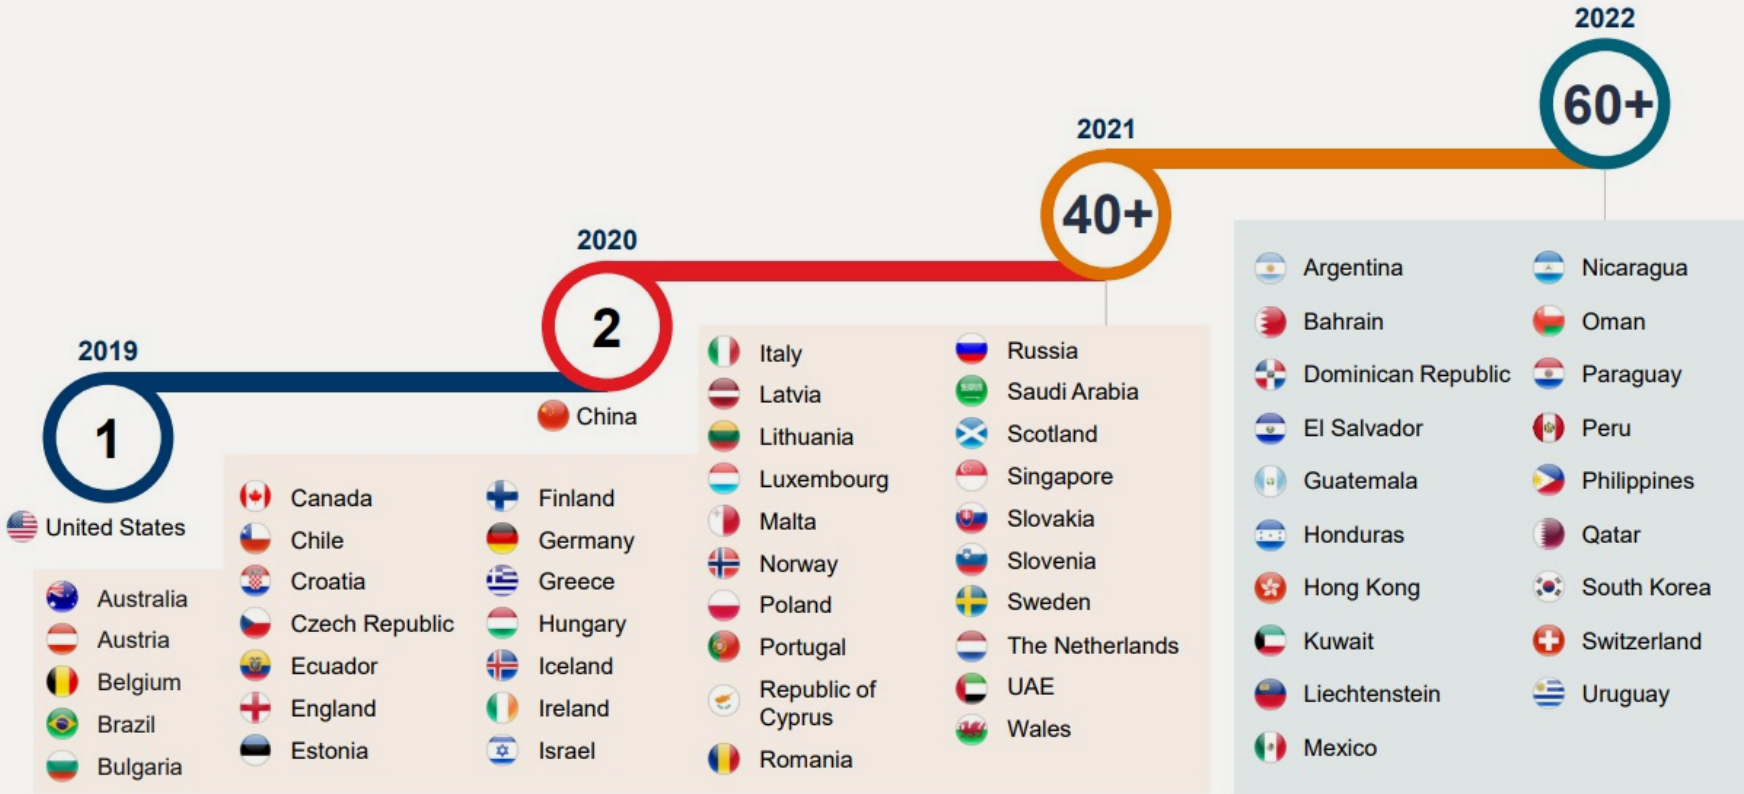 2019
1
United States
Australia
Austria
Belgium
Brazil
Bulgaria
Canada
Chile
Croatia
Czech Republic
Ecuador
England
Estonia
Finland
Germany
Greece
Hungary
Iceland
Ireland
Israel
2020
2
China
2021
40+
Italy
Latvia
Lithuania
Luxembourg
Malta
Norway
Poland
Portugal
Republic of
Cyprus
Romania
Russia
Saudi Arabia
Scotland
Singapore
Slovakia
Slovenia
Sweden
The Netherlands
UAE
Wales
2022
60+
Argentina
Bahrain
Dominican Republic
El Salvador
Guatemala
Honduras
Hong Kong
Kuwait
Liechtenstein
Mexico
Nicaragua
Oman
Paraguay
Peru
Philippines
Qatar
South Korea
Switzerland
Uruguay